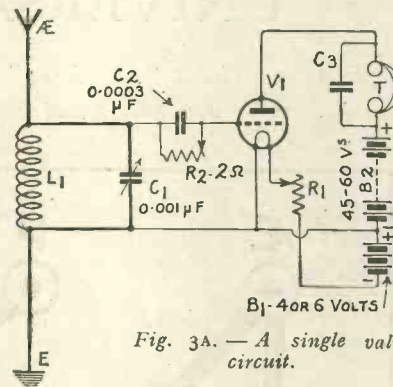 Æ
C2
0.0003
µF
V1
C3
T
+
L1
C1
0.001µF
R2-2Ω
R1
45-60 Vs
B2
+
-
B1-4 OR 6 VOLTS
E
Fig. 3A. — A single val
circuit.